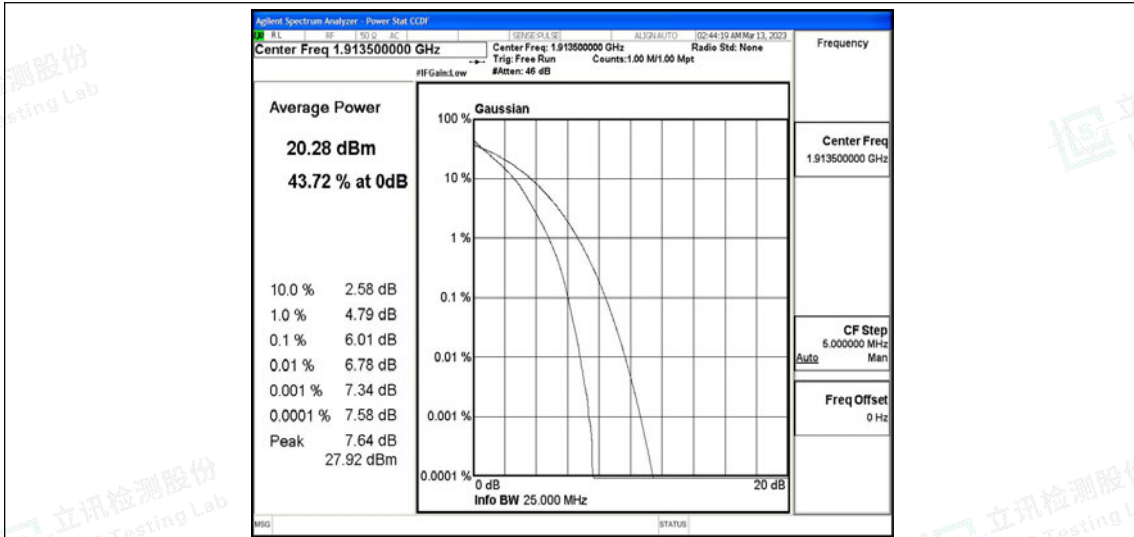 Agilent Spectrum Analyzer - Power Stat CCDF
RL RF 50 Ω AC SENSE:PULSE ALIGNAUTO 02:44:19 AM Mar 13, 2023
Center Freq 1.913500000 GHz
Center Freq: 1.913500000 GHz Radio Std: None
Trig: Free Run Counts:1.00 M/1.00 Mpt
#IFGain:Low #Atten: 46 dB
Frequency
Average Power
20.28 dBm
43.72 % at 0dB
10.0 % 2.58 dB
1.0 % 4.79 dB
0.1 % 6.01 dB
0.01 % 6.78 dB
0.001 % 7.34 dB
0.0001 % 7.58 dB
Peak 7.64 dB
27.92 dBm
Gaussian
100 %
10 %
1 %
0.1 %
0.01 %
0.001 %
0.0001 %
0 dB 20 dB
Info BW 25.000 MHz
Center Freq
1.913500000 GHz
CF Step
5.000000 MHz
Auto Man
Freq Offset
0 Hz
MSG STATUS
测股份
sting Lab
立讯检测股份
Testing Lab
立讯检测股
Testing L